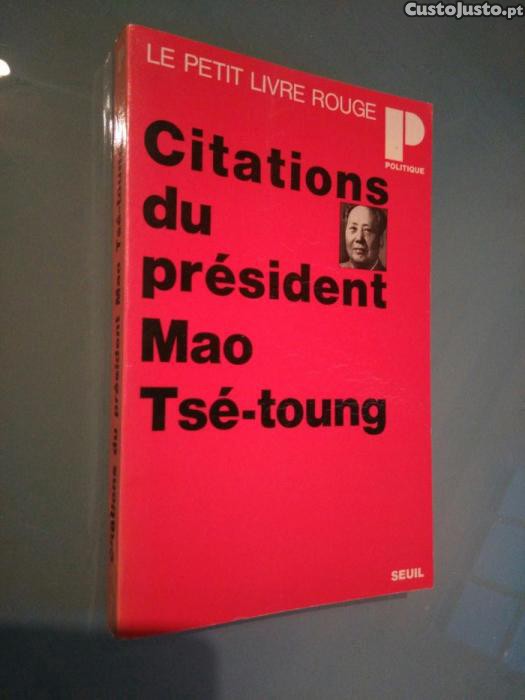 CustoJusto.pt
LE PETIT LIVRE ROUGE
P
POLITIQUE
Citations
du
président
Mao
Tsé-toung
SEUIL
Citations du président Mao Tsé-toung